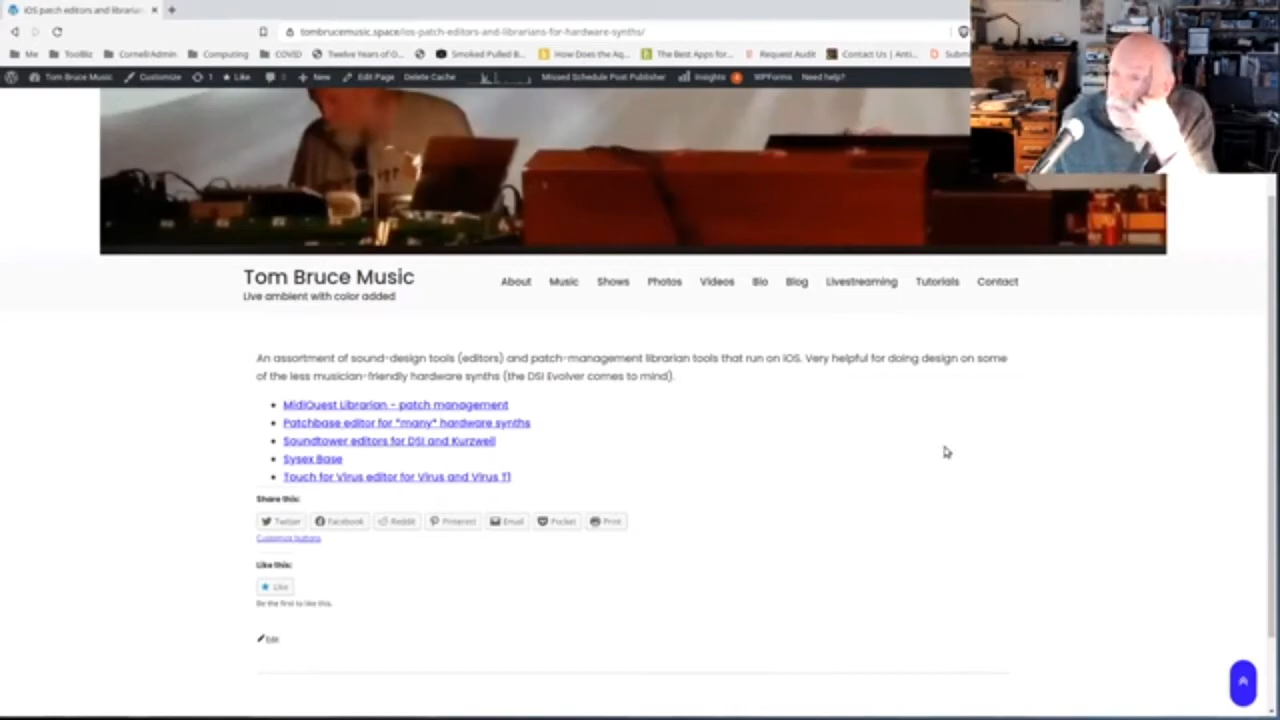 iOS patch editors and librarian
tombrucemusic.space/ios-patch-editors-and-librarians-for-hardware-synths/
Me ToolBiz Cornell/Admin Computing COVID Twelve Years of O... Smoked Pulled B... How Does the Aq... The Best Apps for... Request Audit Contact Us | Anti... Subm
Tom Bruce Music Customize 1 Like New Edit Page Delete Cache Missed Schedule Post Publisher Insights WPForms Need help?
Tom Bruce Music
Live ambient with color added
About Music Shows Photos Videos Bio Blog Livestreaming Tutorials Contact
An assortment of sound-design tools (editors) and patch-management librarian tools that run on iOS. Very helpful for doing design on some
of the less musician-friendly hardware synths (the DSI Evolver comes to mind).
MidiQuest Librarian - patch management
Patchbase editor for *many* hardware synths
Soundtower editors for DSI and Kurzweil
Sysex Base
Touch for Virus editor for Virus and Virus TI
Share this:
Twitter Facebook Reddit Pinterest Email Pocket Print
Customize buttons
Like this:
Like
Be the first to like this.
Edit